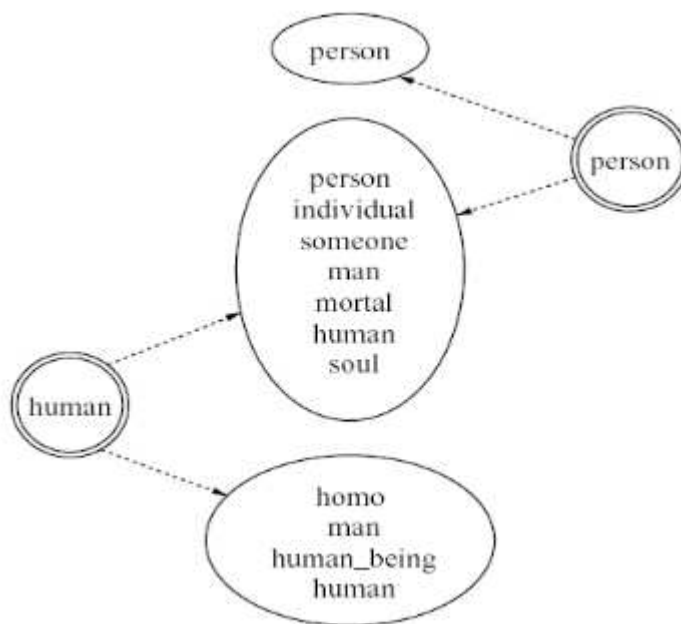 person
person
person
individual
someone
man
mortal
human
soul
human
homo
man
human_being
human